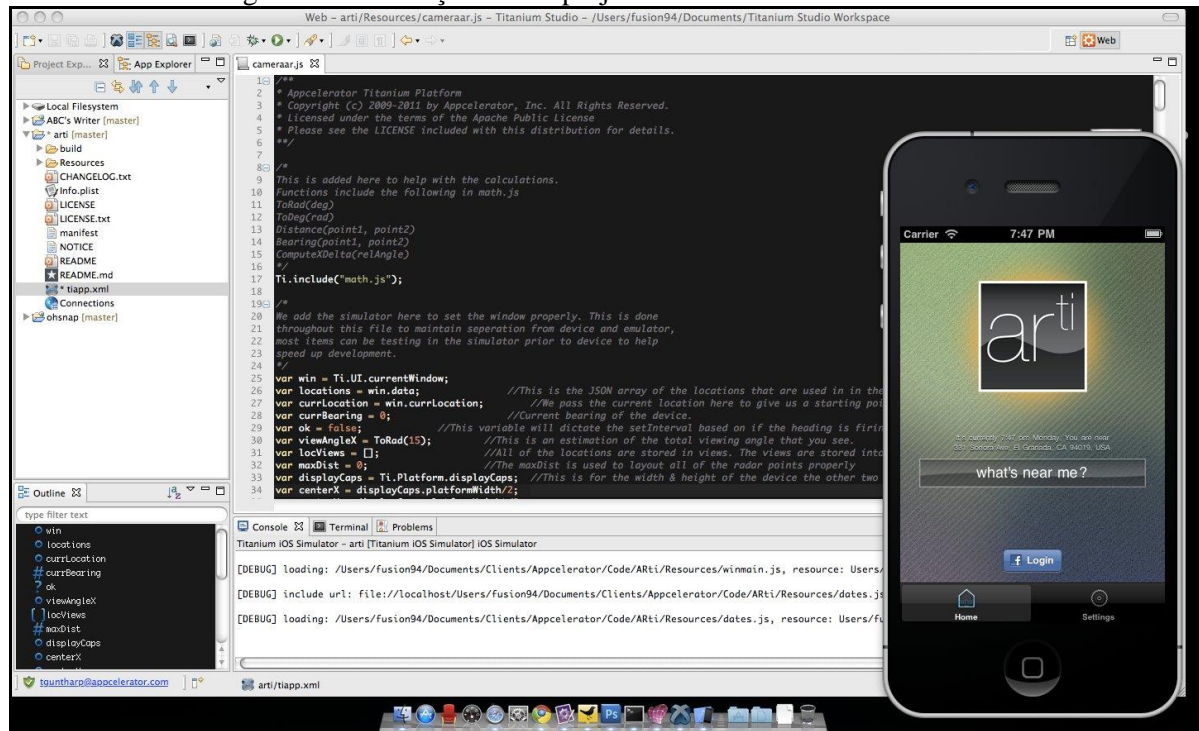 Web – arti/Resources/cameraar.js – Titanium Studio – /Users/fusion94/Documents/Titanium Studio Workspace
Web
Project Exp...
App Explorer
Local Filesystem
ABC's Writer [master]
* arti [master]
build
Resources
CHANGELOG.txt
Info.plist
LICENSE
LICENSE.txt
manifest
NOTICE
README
README.md
* tiapp.xml
Connections
ohsnap [master]
cameraar.js
1 /**
2 * Appcelerator Titanium Platform
3 * Copyright (c) 2009-2011 by Appcelerator, Inc. All Rights Reserved.
4 * Licensed under the terms of the Apache Public License
5 * Please see the LICENSE included with this distribution for details.
6 **/
7
8 /*
9 This is added here to help with the calculations.
10 Functions include the following in math.js
11 ToRad(deg)
12 ToDeg(rad)
13 Distance(point1, point2)
14 Bearing(point1, point2)
15 ComputeXDelta(relAngle)
16 */
17 Ti.include("math.js");
18
19 /*
20 We add the simulator here to set the window properly. This is done
21 throughout this file to maintain seperation from device and emulator,
22 most items can be testing in the simulator prior to device to help
23 speed up development.
24 */
25 var win = Ti.UI.currentWindow;
26 var locations = win.data; //This is the JSON array of the locations that are used in in the
27 var currLocation = win.currLocation; //We pass the current location here to give us a starting poi
28 var currBearing = 0; //Current bearing of the device.
29 var ok = false; //This variable will dictate the setInterval based on if the heading is firin
30 var viewAngleX = ToRad(15); //This is an estimation of the total viewing angle that you see.
31 var locViews = []; //All of the locations are stored in views. The views are stored into
32 var maxDist = 0; //The maxDist is used to layout all of the radar points properly
33 var displayCaps = Ti.Platform.displayCaps; //This is for the width & height of the device the other two
34 var centerX = displayCaps.platformWidth/2;
Outline
type filter text
win
locations
currLocation
currBearing
ok
viewAngleX
locViews
maxDist
displayCaps
centerX
Console
Terminal
Problems
Titanium iOS Simulator – arti [Titanium iOS Simulator] iOS Simulator
[DEBUG] loading: /Users/fusion94/Documents/Clients/Appcelerator/Code/ARti/Resources/winmain.js, resource: Users/
[DEBUG] include url: file://localhost/Users/fusion94/Documents/Clients/Appcelerator/Code/ARti/Resources/dates.js
[DEBUG] loading: /Users/fusion94/Documents/Clients/Appcelerator/Code/ARti/Resources/dates.js, resource: Users/fu
tguntharp@appcelerator.com
arti/tiapp.xml
Carrier
7:47 PM
arti
It's currently 7:47 pm Monday. You are near
Sonora Ave, El Granada, CA 94019, USA
what's near me?
f Login
Home
Settings
Ps